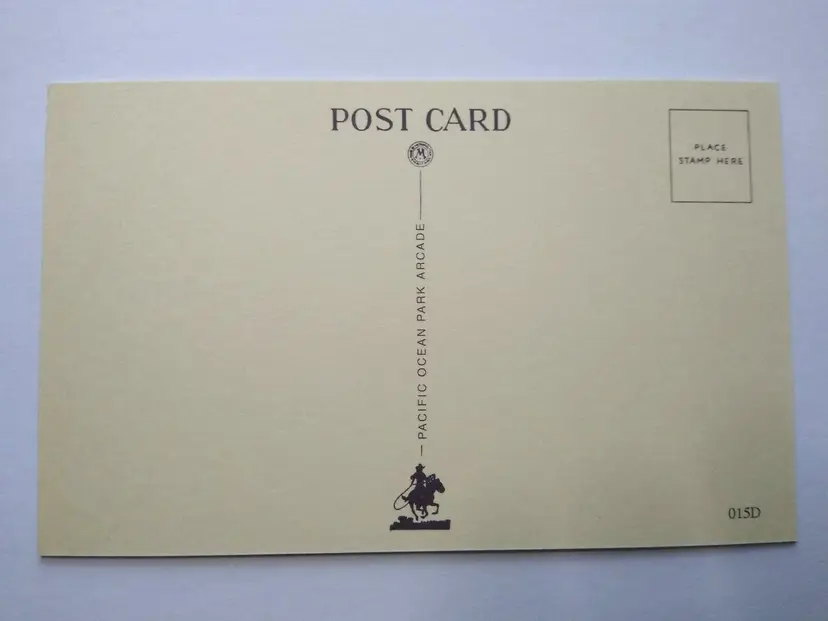 POST CARD
M
PACIFIC OCEAN PARK ARCADE
PLACE
STAMP HERE
015D